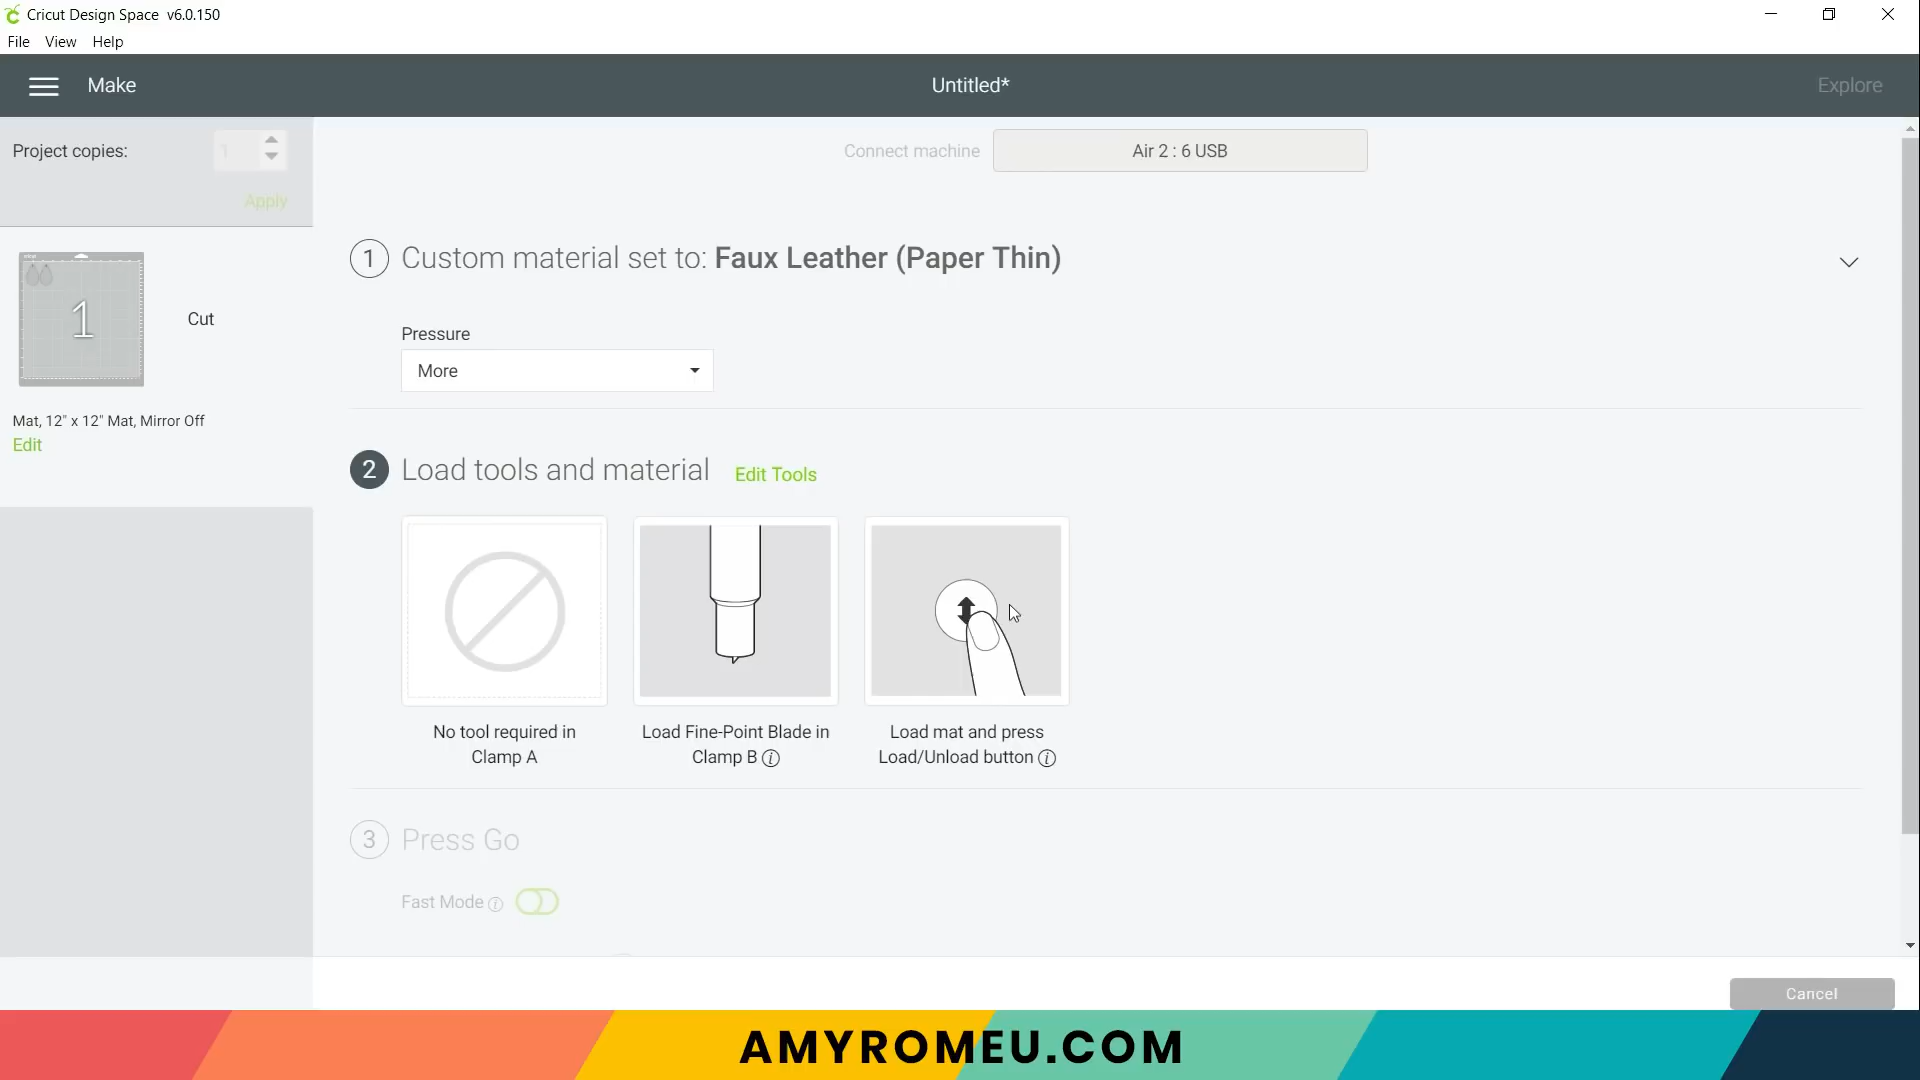 Cricut Design Space v6.0.150
File View Help
Make
Untitled*
Explore
Project copies:
1
Apply
Connect machine
Air 2 : 6 USB
1 Custom material set to: Faux Leather (Paper Thin)
Pressure
More
1
Cut
Mat, 12" x 12" Mat, Mirror Off
Edit
2 Load tools and material Edit Tools
No tool required in
Clamp A
Load Fine-Point Blade in
Clamp B
Load mat and press
Load/Unload button
3 Press Go
Fast Mode
Cancel
AMYROMEU.COM